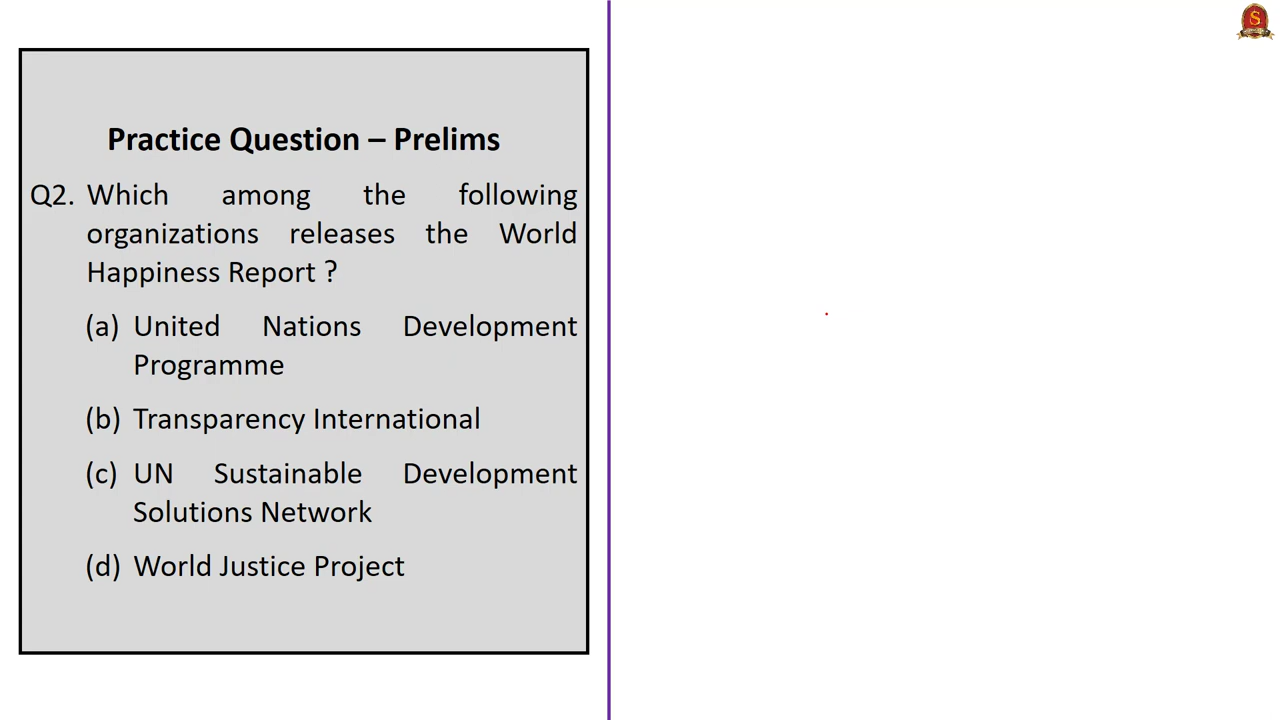 Practice Question – Prelims
Q2. Which among the following
organizations releases the World
Happiness Report ?
(a) United Nations Development
Programme
(b) Transparency International
(c) UN Sustainable Development
Solutions Network
(d) World Justice Project
S